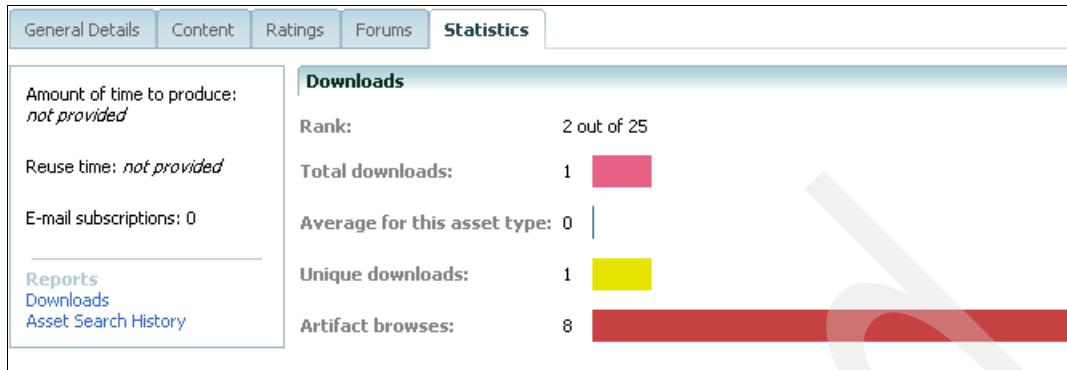 General Details Content Ratings Forums Statistics
Amount of time to produce:
not provided
Reuse time: not provided
E-mail subscriptions: 0
Reports
Downloads
Asset Search History
Downloads
Rank: 2 out of 25
Total downloads: 1
Average for this asset type: 0
Unique downloads: 1
Artifact browses: 8